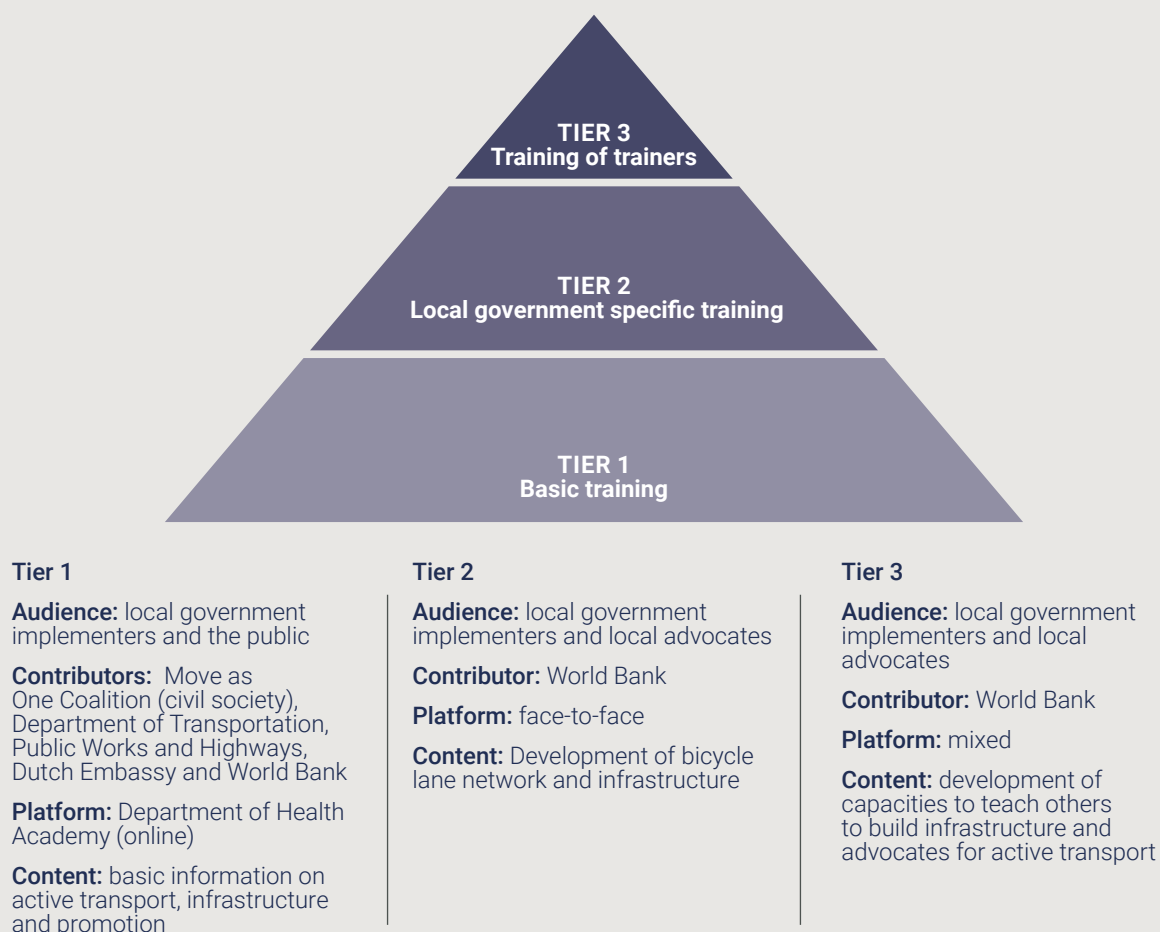 TIER 3
Training of trainers
TIER 2
Local government specific training
TIER 1
Basic training
Tier 1
Audience: local government
implementers and the public
Contributors: Move as
One Coalition (civil society),
Department of Transportation,
Public Works and Highways,
Dutch Embassy and World Bank
Platform: Department of Health
Academy (online)
Content: basic information on
active transport, infrastructure
and promotion
Tier 2
Audience: local government
implementers and local advocates
Contributor: World Bank
Platform: face-to-face
Content: Development of bicycle
lane network and infrastructure
Tier 3
Audience: local government
implementers and local
advocates
Contributor: World Bank
Platform: mixed
Content: development of
capacities to teach others
to build infrastructure and
advocates for active transport